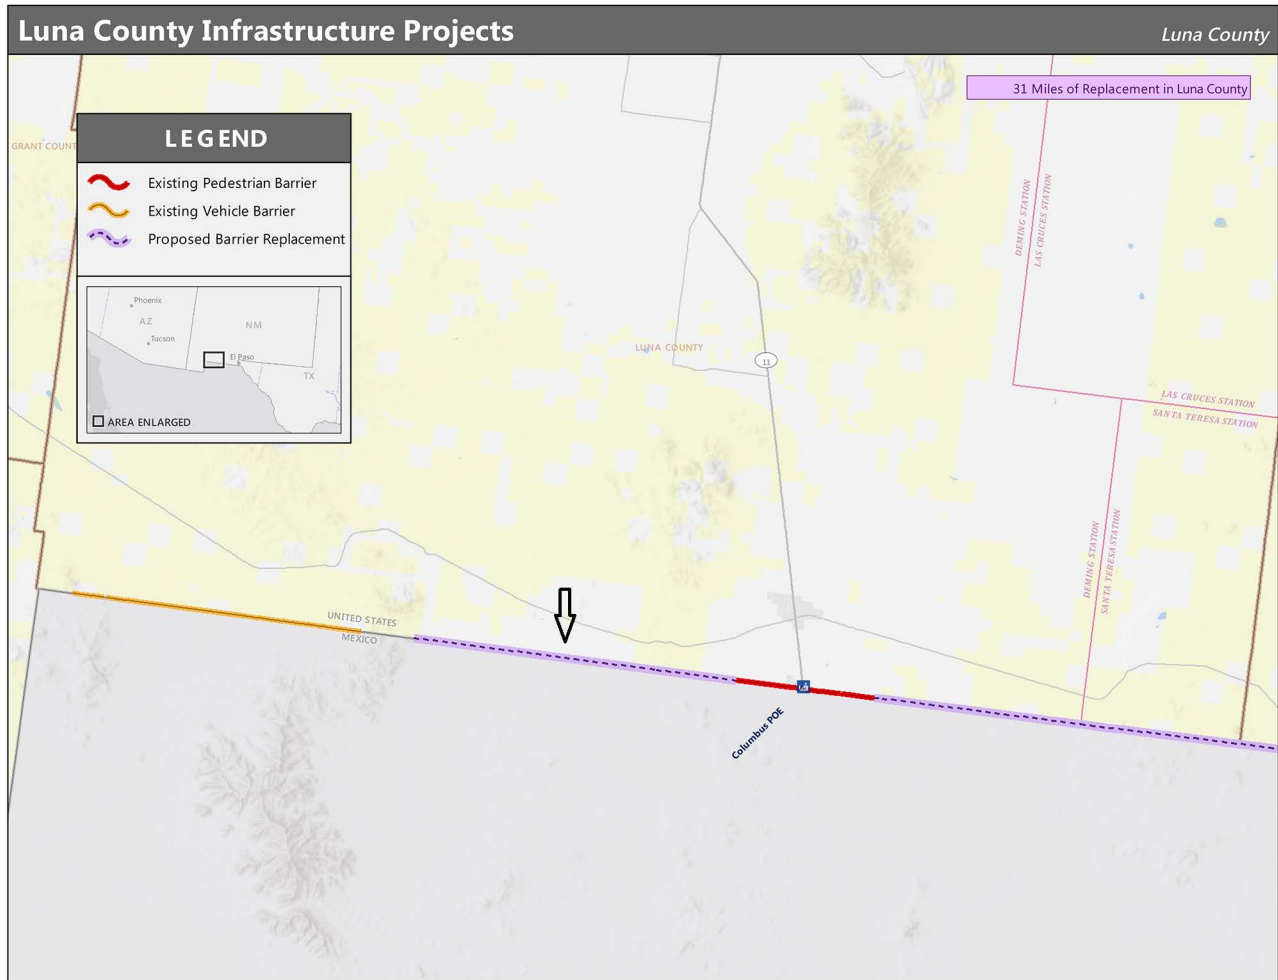 Luna County Infrastructure Projects
Luna County
31 Miles of Replacement in Luna County
GRANT COUNT
LEGEND
Existing Pedestrian Barrier
Existing Vehicle Barrier
Proposed Barrier Replacement
Phoenix
AZ
NM
Tucson
El Paso
TX
AREA ENLARGED
DEMING STATION
LAS CRUCES STATION
LUNA COUNTY
11
LAS CRUCES STATION
SANTA TERESA STATION
DEMING STATION
SANTA TERESA STATION
UNITED STATES
MEXICO
Columbus POE